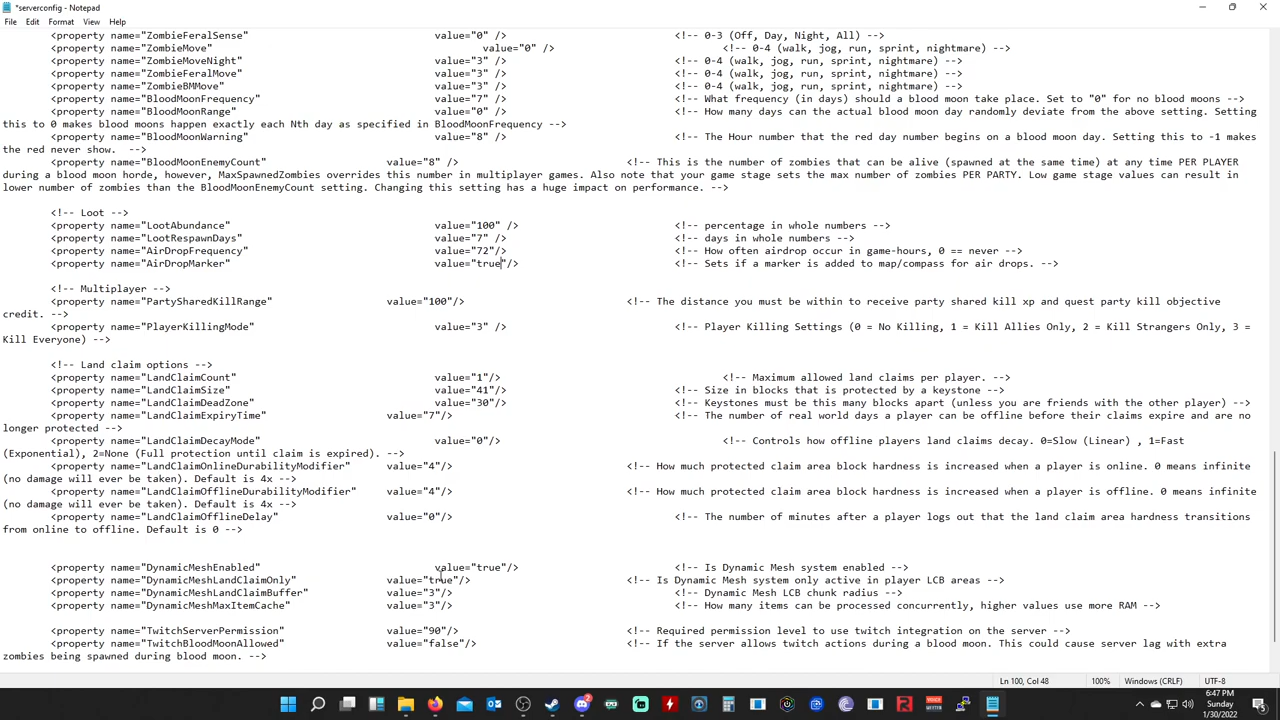 *serverconfig - Notepad
File Edit Format View Help
<property name="ZombieFeralSense" value="0" /> <!-- 0-3 (Off, Day, Night, All) -->
<property name="ZombieMove" value="0" /> <!-- 0-4 (walk, jog, run, sprint, nightmare) -->
<property name="ZombieMoveNight" value="3" /> <!-- 0-4 (walk, jog, run, sprint, nightmare) -->
<property name="ZombieFeralMove" value="3" /> <!-- 0-4 (walk, jog, run, sprint, nightmare) -->
<property name="ZombieBMMove" value="3" /> <!-- 0-4 (walk, jog, run, sprint, nightmare) -->
<property name="BloodMoonFrequency" value="7" /> <!-- What frequency (in days) should a blood moon take place. Set to "0" for no blood moons -->
<property name="BloodMoonRange" value="0" /> <!-- How many days can the actual blood moon day randomly deviate from the above setting. Setting
this to 0 makes blood moons happen exactly each Nth day as specified in BloodMoonFrequency -->
<property name="BloodMoonWarning" value="8" /> <!-- The Hour number that the red day number begins on a blood moon day. Setting this to -1 makes
the red never show. -->
<property name="BloodMoonEnemyCount" value="8" /> <!-- This is the number of zombies that can be alive (spawned at the same time) at any time PER PLAYER
during a blood moon horde, however, MaxSpawnedZombies overrides this number in multiplayer games. Also note that your game stage sets the max number of zombies PER PARTY. Low game stage values can result in
lower number of zombies than the BloodMoonEnemyCount setting. Changing this setting has a huge impact on performance. -->
<!-- Loot -->
<property name="LootAbundance" value="100" /> <!-- percentage in whole numbers -->
<property name="LootRespawnDays" value="7" /> <!-- days in whole numbers -->
<property name="AirDropFrequency" value="72"/> <!-- How often airdrop occur in game-hours, 0 == never -->
<property name="AirDropMarker" value="true"/> <!-- Sets if a marker is added to map/compass for air drops. -->
<!-- Multiplayer -->
<property name="PartySharedKillRange" value="100"/> <!-- The distance you must be within to receive party shared kill xp and quest party kill objective
credit. -->
<property name="PlayerKillingMode" value="3" /> <!-- Player Killing Settings (0 = No Killing, 1 = Kill Allies Only, 2 = Kill Strangers Only, 3 =
Kill Everyone) -->
<!-- Land claim options -->
<property name="LandClaimCount" value="1"/> <!-- Maximum allowed land claims per player. -->
<property name="LandClaimSize" value="41"/> <!-- Size in blocks that is protected by a keystone -->
<property name="LandClaimDeadZone" value="30"/> <!-- Keystones must be this many blocks apart (unless you are friends with the other player) -->
<property name="LandClaimExpiryTime" value="7"/> <!-- The number of real world days a player can be offline before their claims expire and are no
longer protected -->
<property name="LandClaimDecayMode" value="0"/> <!-- Controls how offline players land claims decay. 0=Slow (Linear) , 1=Fast
(Exponential), 2=None (Full protection until claim is expired). -->
<property name="LandClaimOnlineDurabilityModifier" value="4"/> <!-- How much protected claim area block hardness is increased when a player is online. 0 means infinite
(no damage will ever be taken). Default is 4x -->
<property name="LandClaimOfflineDurabilityModifier" value="4"/> <!-- How much protected claim area block hardness is increased when a player is offline. 0 means infinite
(no damage will ever be taken). Default is 4x -->
<property name="LandClaimOfflineDelay" value="0"/> <!-- The number of minutes after a player logs out that the land claim area hardness transitions
from online to offline. Default is 0 -->
<property name="DynamicMeshEnabled" value="true"/> <!-- Is Dynamic Mesh system enabled -->
<property name="DynamicMeshLandClaimOnly" value="true"/> <!-- Is Dynamic Mesh system only active in player LCB areas -->
<property name="DynamicMeshLandClaimBuffer" value="3"/> <!-- Dynamic Mesh LCB chunk radius -->
<property name="DynamicMeshMaxItemCache" value="3"/> <!-- How many items can be processed concurrently, higher values use more RAM -->
<property name="TwitchServerPermission" value="90"/> <!-- Required permission level to use twitch integration on the server -->
<property name="TwitchBloodMoonAllowed" value="false"/> <!-- If the server allows twitch actions during a blood moon. This could cause server lag with extra
zombies being spawned during blood moon. -->
Ln 100, Col 48 100% Windows (CRLF) UTF-8
6:47 PM
Sunday
1/30/2022